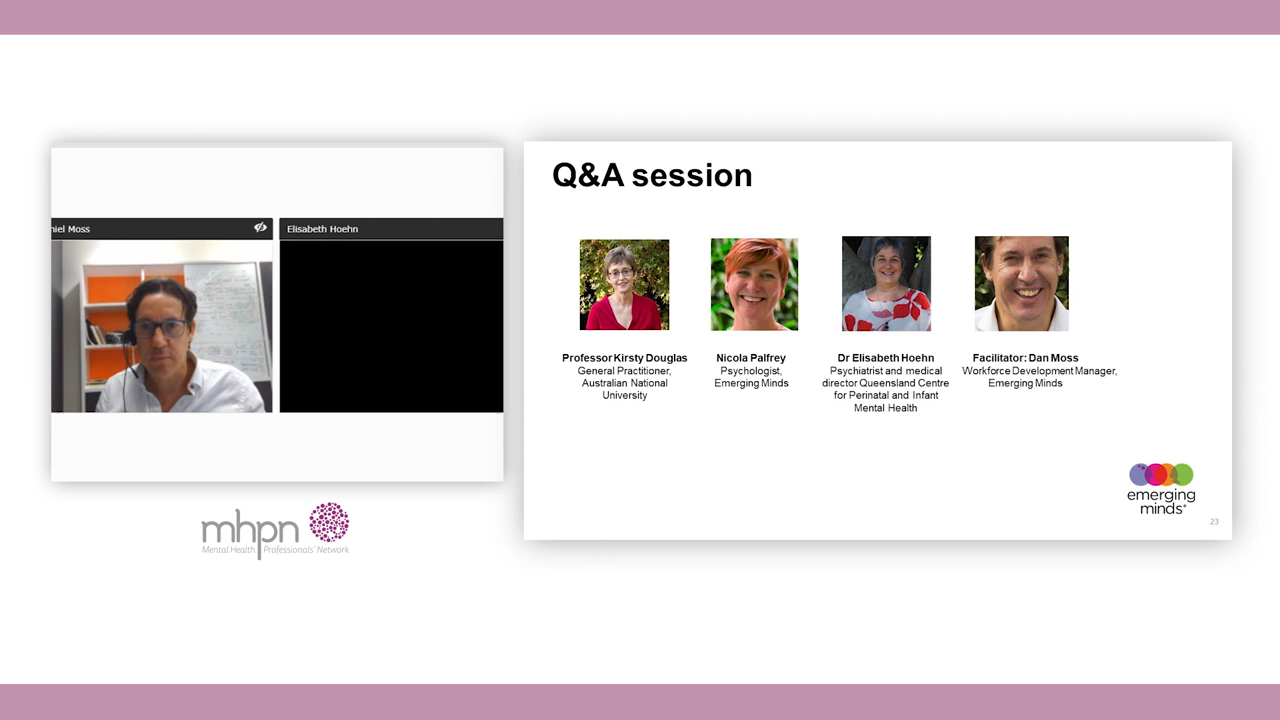 niel Moss
Elisabeth Hoehn
mhpn
Mental Health Professionals' Network
Q&A session
Professor Kirsty Douglas
General Practitioner,
Australian National
University
Nicola Palfrey
Psychologist,
Emerging Minds
Dr Elisabeth Hoehn
Psychiatrist and medical
director Queensland Centre
for Perinatal and Infant
Mental Health
Facilitator: Dan Moss
Workforce Development Manager,
Emerging Minds
emerging
minds
23